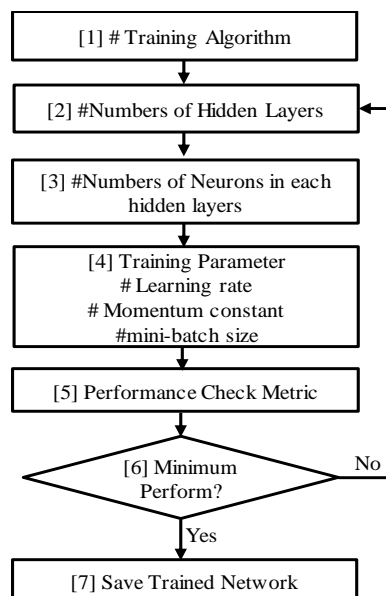 [1] # Training Algorithm
[2] #Numbers of Hidden Layers
[3] #Numbers of Neurons in each
hidden layers
[4] Training Parameter
# Learning rate
# Momentum constant
#mini-batch size
[5] Performance Check Metric
[6] Minimum
Perform?
No
Yes
[7] Save Trained Network